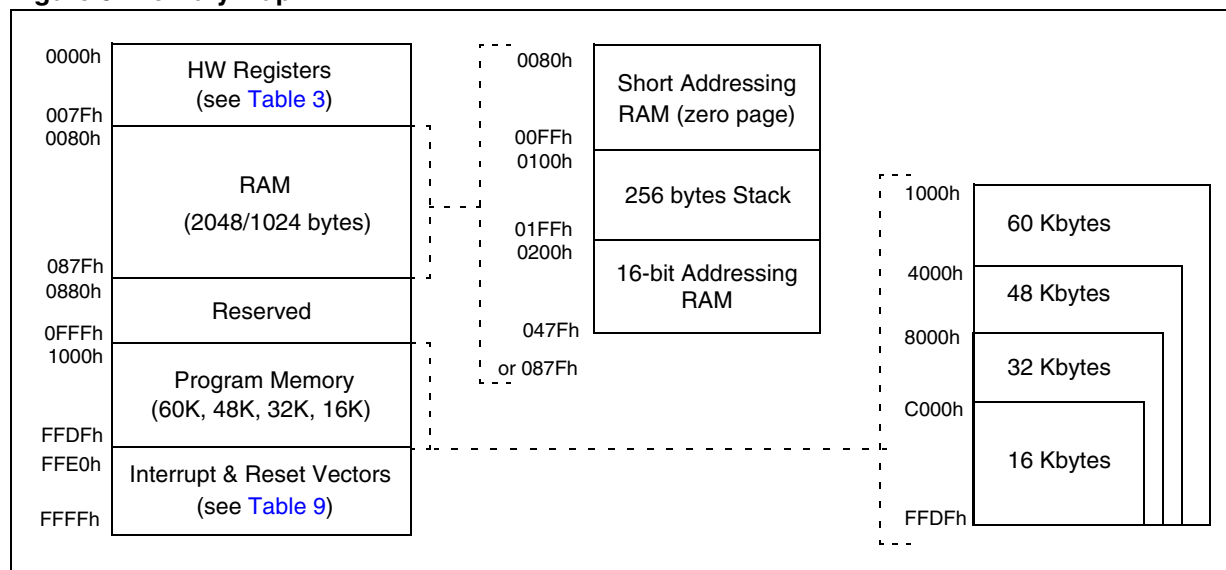 0000h
HW Registers
(see Table 3)
007Fh
0080h
RAM
(2048/1024 bytes)
087Fh
0880h
Reserved
0FFFh
1000h
Program Memory
(60K, 48K, 32K, 16K)
FFDFh
FFE0h
Interrupt & Reset Vectors
(see Table 9)
FFFFh
0080h
Short Addressing
RAM (zero page)
00FFh
0100h
256 bytes Stack
01FFh
0200h
16-bit Addressing
RAM
047Fh
or 087Fh
1000h
60 Kbytes
4000h
48 Kbytes
8000h
32 Kbytes
C000h
16 Kbytes
FFDFh